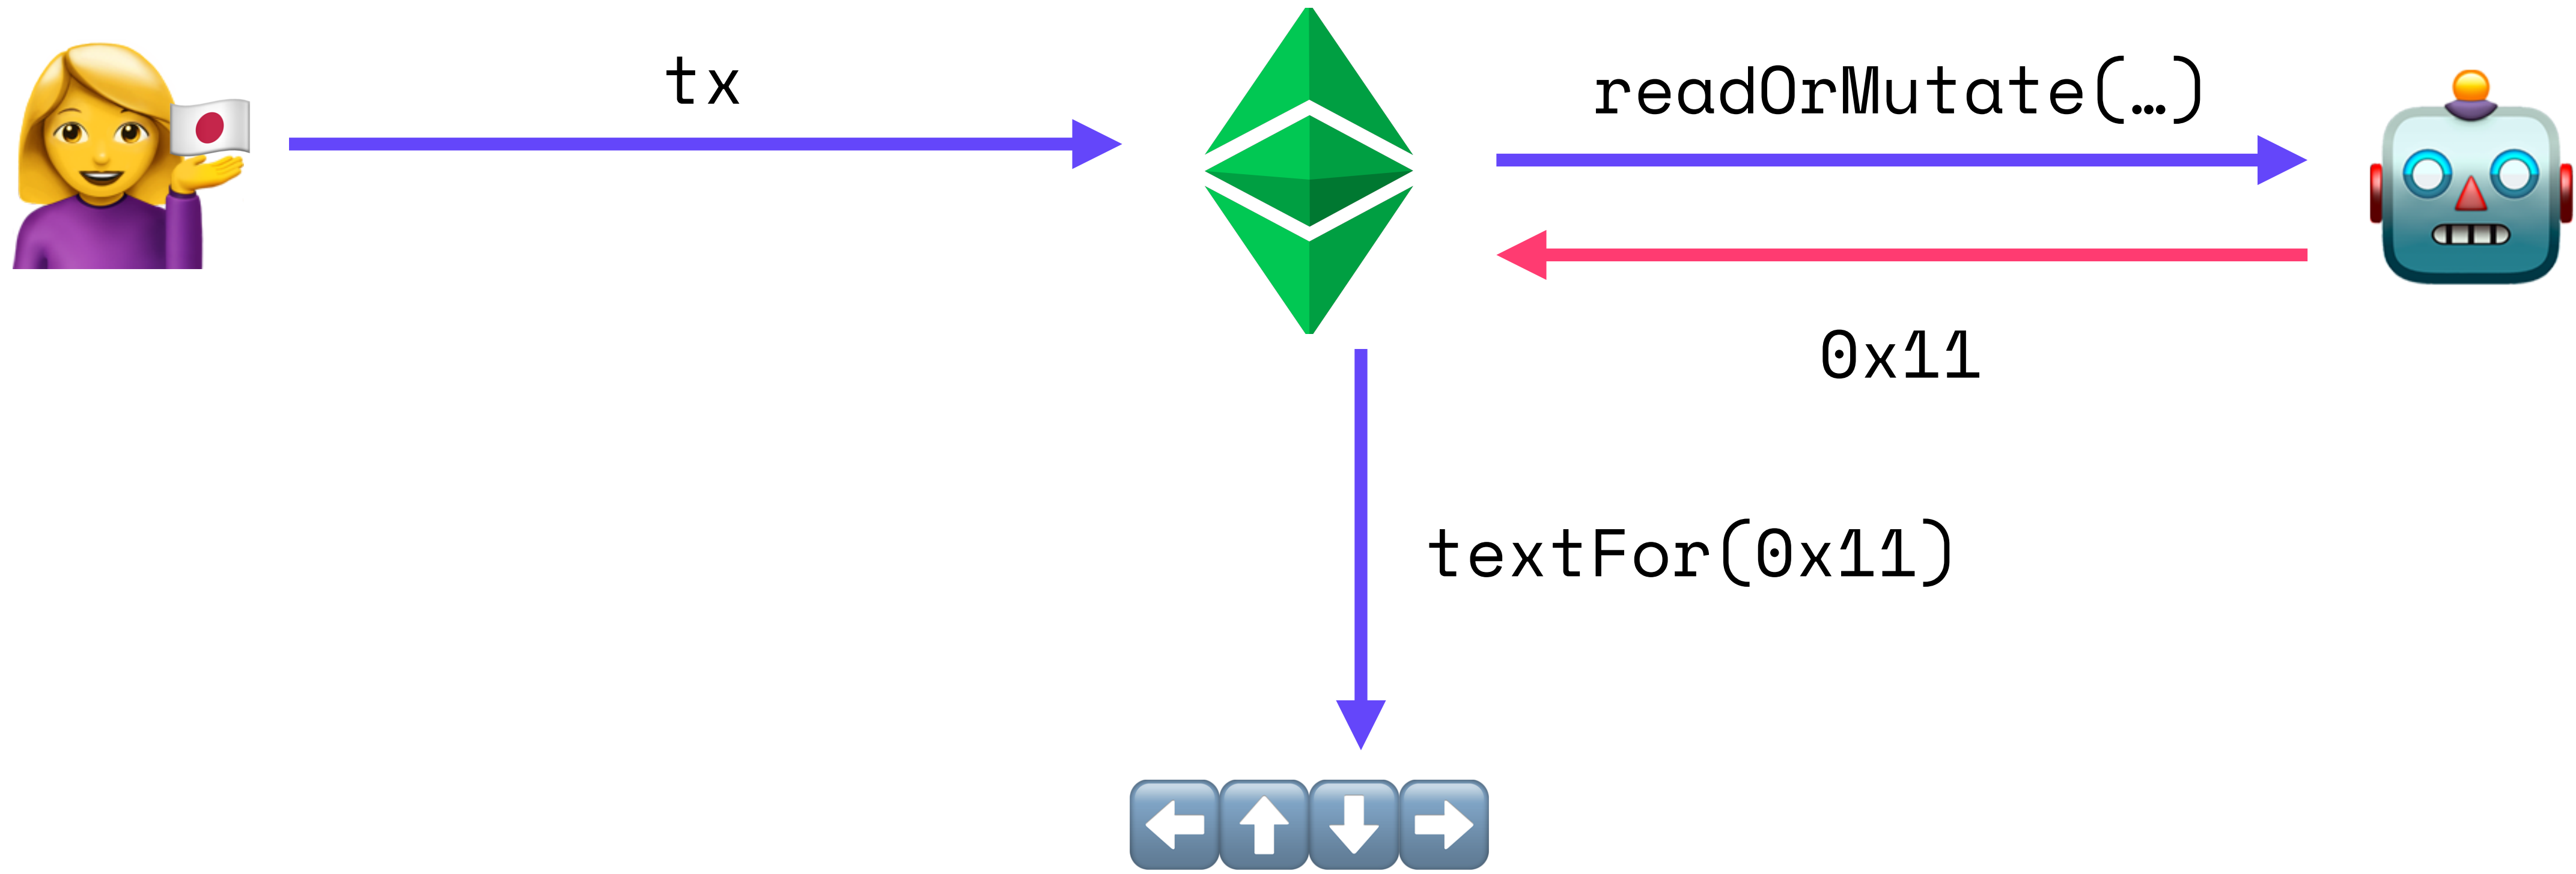 tx
readOrMutate(…)
0x11
textFor(0x11)